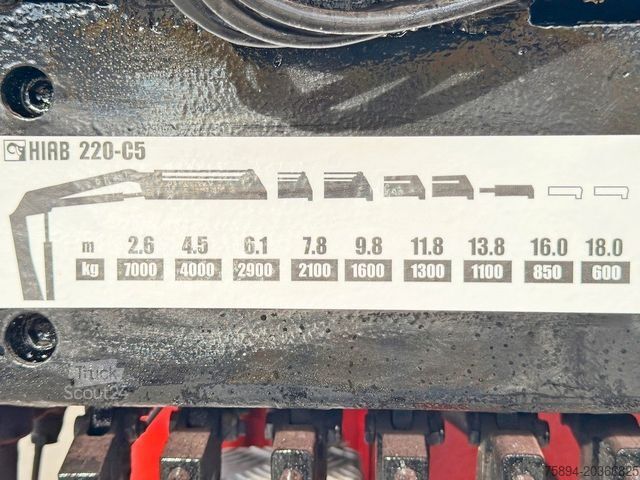 HIAB 220-C5
m 2.6 4.5 6.1 7.8 9.8 11.8 13.8 16.0 18.0
kg 7000 4000 2900 2100 1600 1300 1100 850 600
Truck
Scout24
75894-20366825